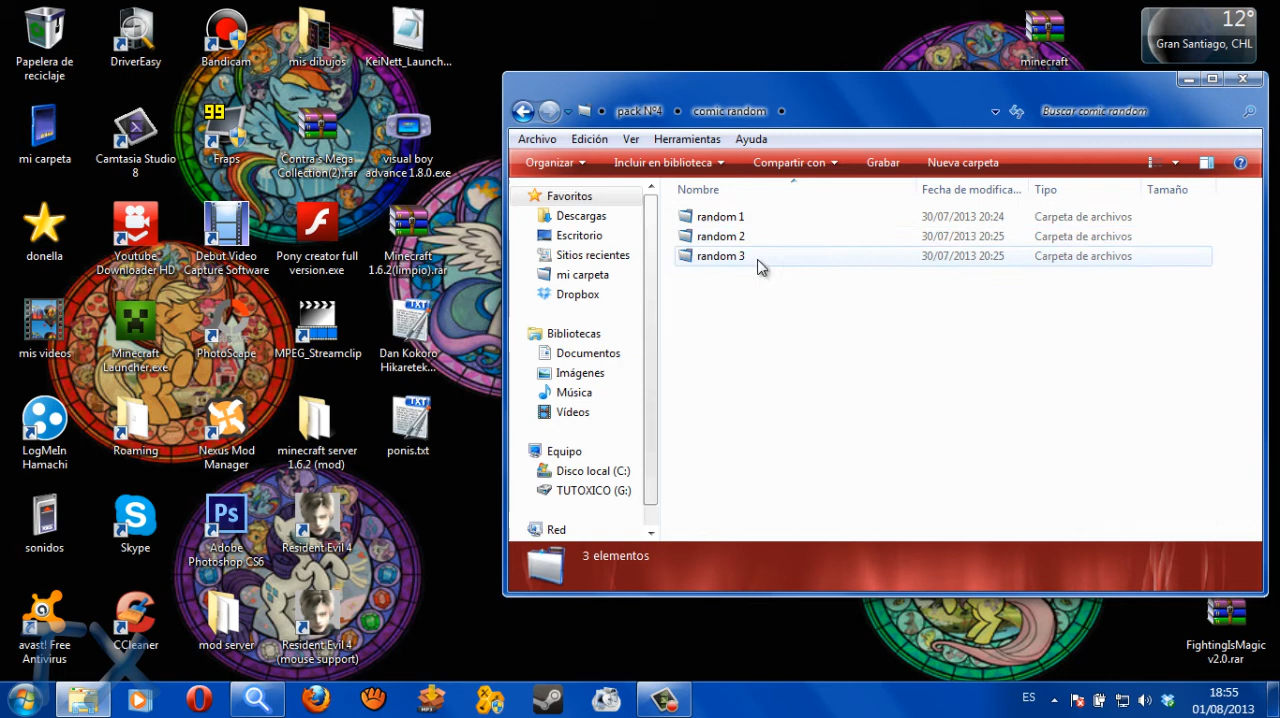 Papelera de
reciclaje
DriverEasy
Bandicam
mis dibujos
KeiNett_Launch...
minecraft
12°
Gran Santiago, CHL
mi carpeta
Camtasia Studio
8
99
Fraps
Contra's Mega
Collection(2).rar
visual boy
advance 1.8.0.exe
donella
Youtube
Downloader HD
Debut Video
Capture Software
Pony creator full
version.exe
Minecraft
1.6.2(limpio).rar
mis videos
Minecraft
Launcher.exe
PhotoScape
MPEG_Streamclip
TXT
Dan Kokoro
Hikaretek...
LogMeIn
Hamachi
Roaming
Nexus Mod
Manager
minecraft server
1.6.2 (mod)
TXT
ponis.txt
sonidos
Skype
Ps
Adobe
Photoshop CS6
Resident Evil 4
avast! Free
Antivirus
CCleaner
mod server
Resident Evil 4
(mouse support)
FightingIsMagic
v2.0.rar
pack Nº4
comic random
Buscar comic random
Archivo Edición Ver Herramientas Ayuda
Organizar Incluir en biblioteca Compartir con Grabar Nueva carpeta
Favoritos
Descargas
Escritorio
Sitios recientes
mi carpeta
Dropbox
Bibliotecas
Documentos
Imágenes
Música
Vídeos
Equipo
Disco local (C:)
TUTOXICO (G:)
Red
Nombre Fecha de modifica... Tipo Tamaño
random 1 30/07/2013 20:24 Carpeta de archivos
random 2 30/07/2013 20:25 Carpeta de archivos
random 3 30/07/2013 20:25 Carpeta de archivos
3 elementos
MP3
ES
18:55
01/08/2013